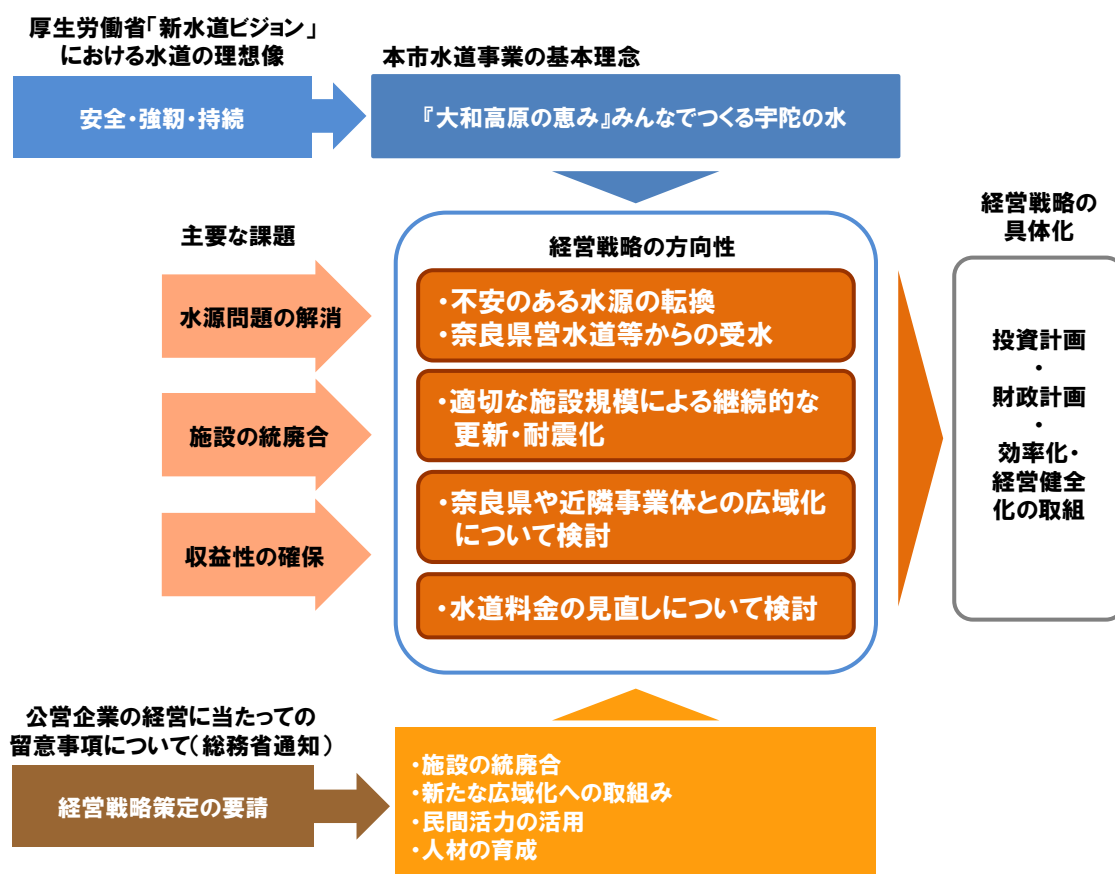 厚生労働省「新水道ビジョン」
における水道の理想像
安全・強靭・持続
本市水道事業の基本理念
『大和高原の恵み』みんなでつくる宇陀の水
主要な課題
水源問題の解消
施設の統廃合
収益性の確保
経営戦略の方向性
・不安のある水源の転換
・奈良県営水道等からの受水
・適切な施設規模による継続的な
更新・耐震化
・奈良県や近隣事業体との広域化
について検討
・水道料金の見直しについて検討
経営戦略の
具体化
投資計画
・
財政計画
・
効率化・
経営健全
化の取組
公営企業の経営に当たっての
留意事項について(総務省通知)
経営戦略策定の要請
・施設の統廃合
・新たな広域化への取組み
・民間活力の活用
・人材の育成